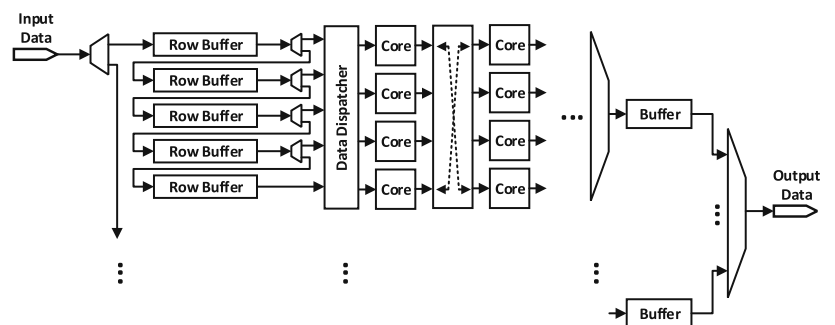 Input
Data
Row Buffer
Row Buffer
Row Buffer
Row Buffer
Row Buffer
Data Dispatcher
Core
Core
Core
Core
Core
Core
Core
Core
Buffer
Buffer
Output
Data